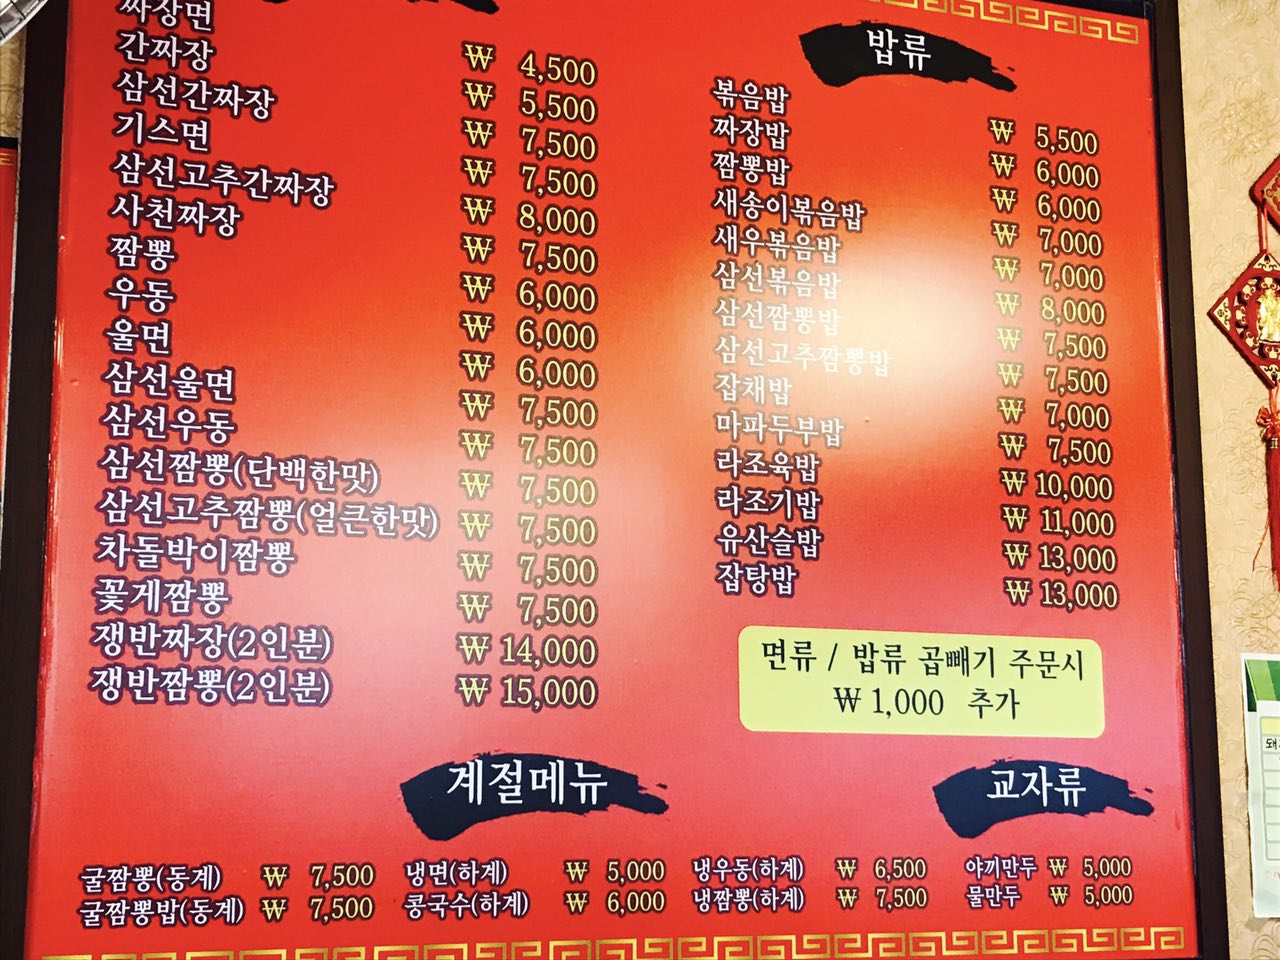 짜장면 ₩ 4,500
간짜장 ₩ 5,500
삼선간짜장 ₩ 7,500
기스면 ₩ 7,500
삼선고추간짜장 ₩ 8,000
사천짜장 ₩ 7,500
짬뽕 ₩ 6,000
우동 ₩ 6,000
울면 ₩ 6,000
삼선울면 ₩ 7,500
삼선우동 ₩ 7,500
삼선짬뽕(단백한맛) ₩ 7,500
삼선고추짬뽕(얼큰한맛) ₩ 7,500
차돌박이짬뽕 ₩ 7,500
꽃게짬뽕 ₩ 7,500
쟁반짜장(2인분) ₩ 14,000
쟁반짬뽕(2인분) ₩ 15,000
밥류
볶음밥 ₩ 5,500
짜장밥 ₩ 6,000
짬뽕밥 ₩ 6,000
새송이볶음밥 ₩ 7,000
새우볶음밥 ₩ 7,000
삼선볶음밥 ₩ 8,000
삼선짬뽕밥 ₩ 7,500
삼선고추짬뽕밥 ₩ 7,500
잡채밥 ₩ 7,000
마파두부밥 ₩ 7,500
라조육밥 ₩ 10,000
라조기밥 ₩ 11,000
유산슬밥 ₩ 13,000
잡탕밥 ₩ 13,000
면류 / 밥류 곱빼기 주문시
₩ 1,000 추가
계절메뉴
굴짬뽕(동계) ₩ 7,500 냉면(하계) ₩ 5,000 냉우동(하계) ₩ 6,500
굴짬뽕밥(동계) ₩ 7,500 콩국수(하계) ₩ 6,000 냉짬뽕(하계) ₩ 7,500
교자류
야끼만두 ₩ 5,000
물만두 ₩ 5,000